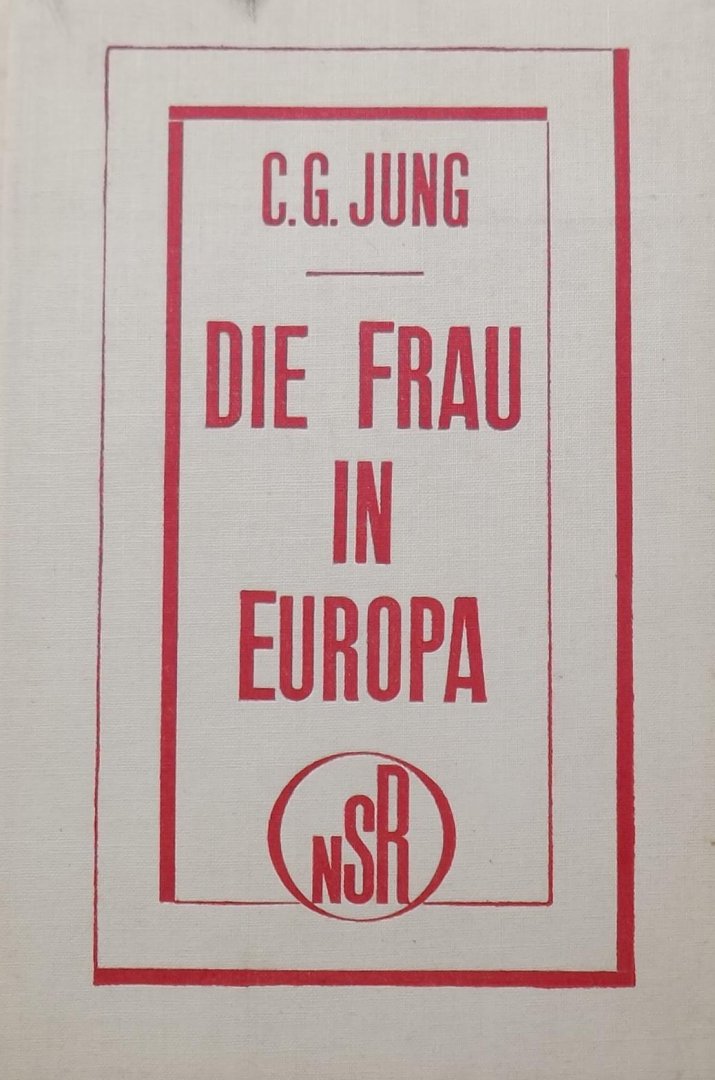 C.G. JUNG
DIE FRAU
IN
EUROPA
NSR